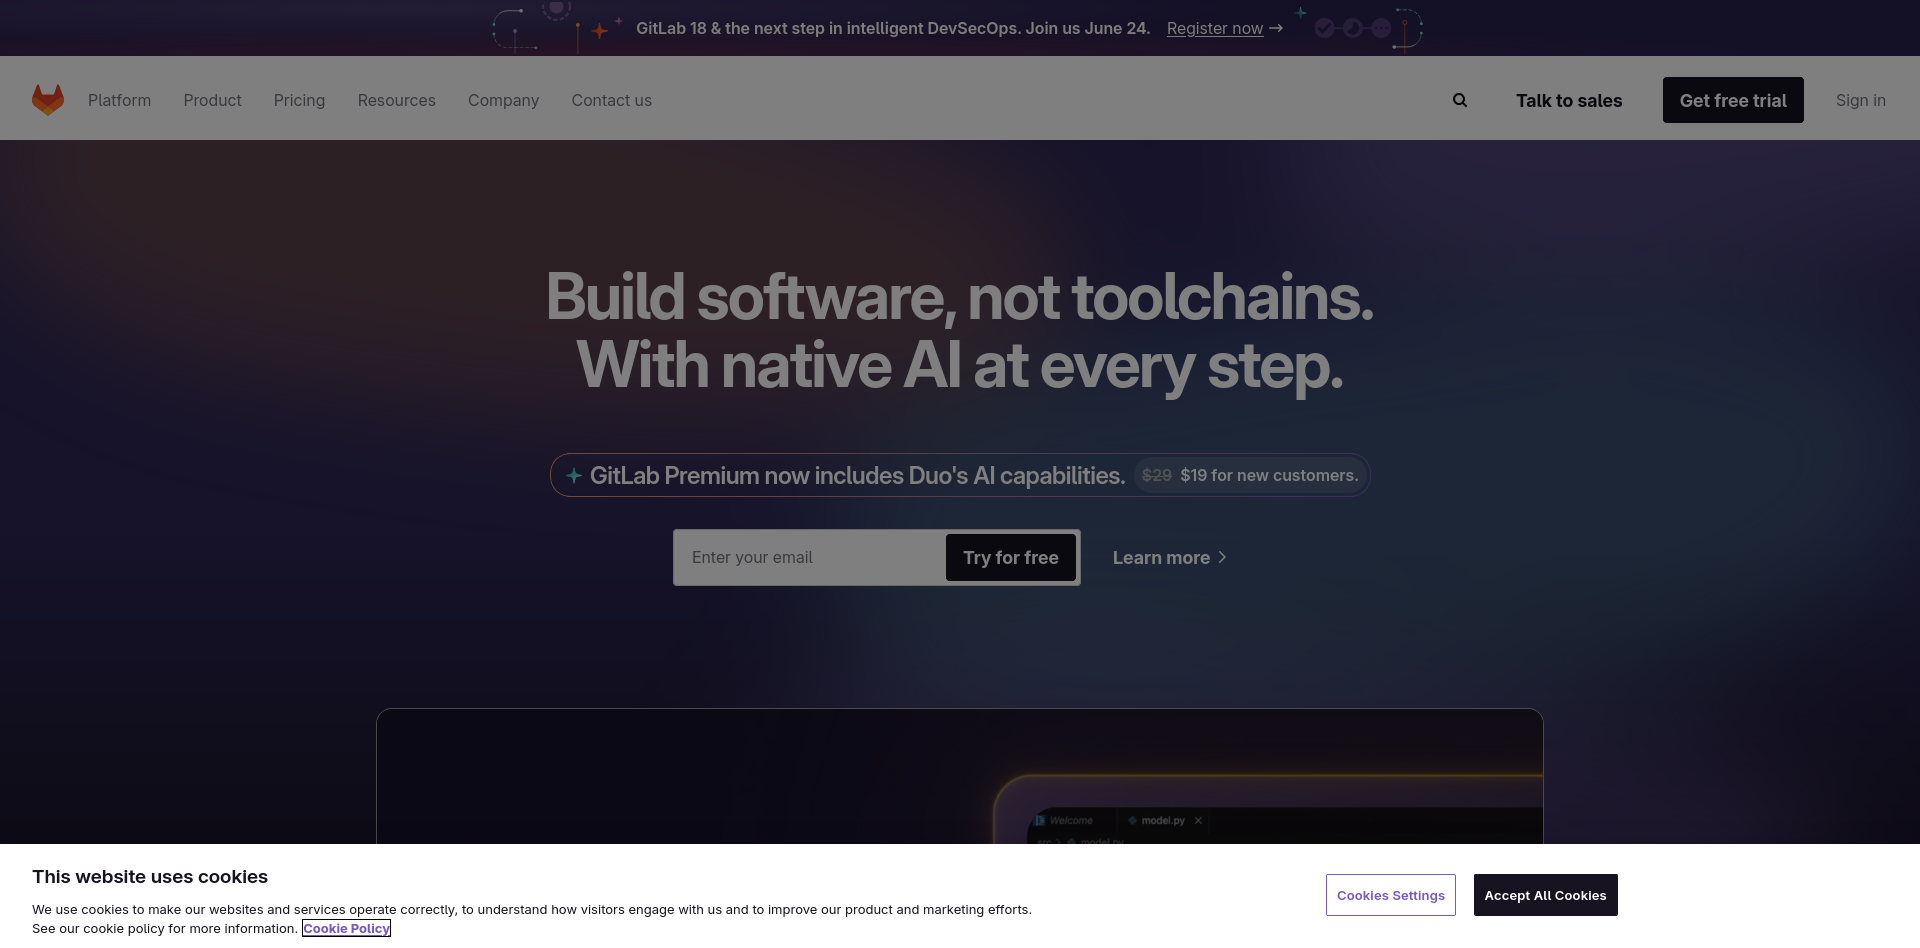 GitLab 18 & the next step in intelligent DevSecOps. Join us June 24. Register now →
Platform Product Pricing Resources Company Contact us Talk to sales Get free trial Sign in
Build software, not toolchains.
With native AI at every step.
GitLab Premium now includes Duo's AI capabilities. $29 $19 for new customers.
Enter your email Try for free Learn more
Welcome model.py
src model.py
This website uses cookies
We use cookies to make our websites and services operate correctly, to understand how visitors engage with us and to improve our product and marketing efforts.
See our cookie policy for more information. Cookie Policy
Cookies Settings Accept All Cookies